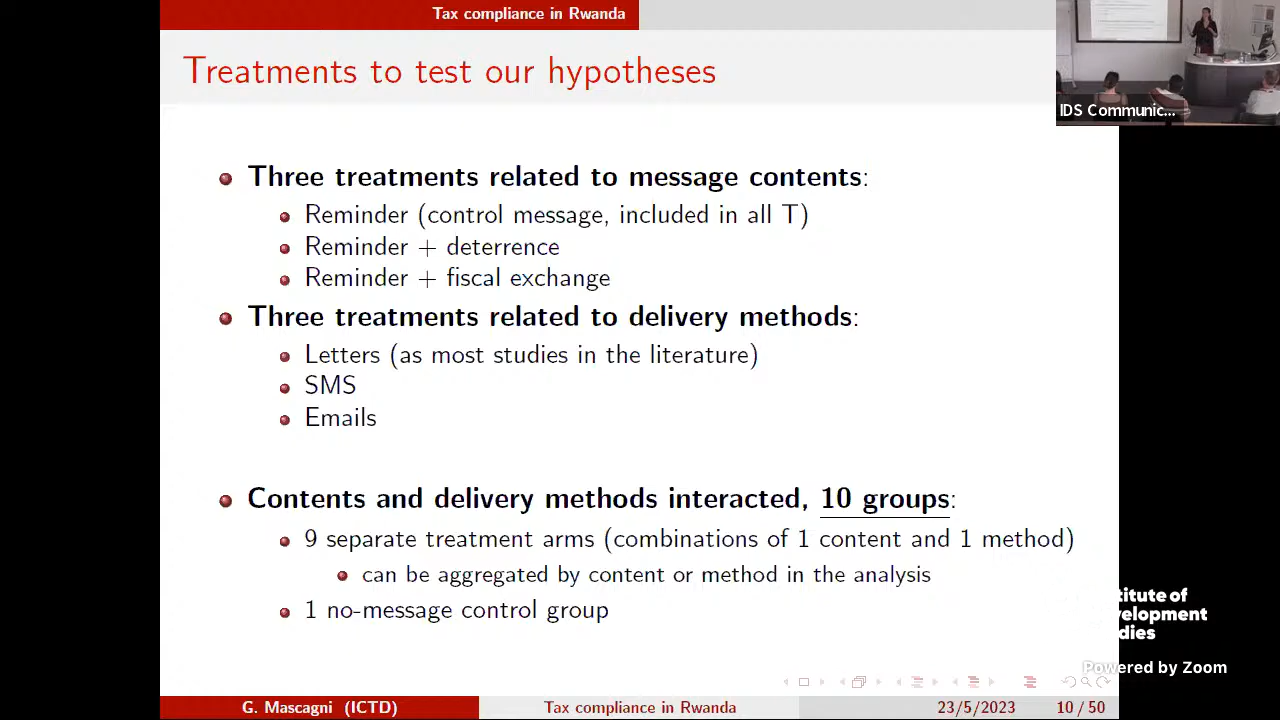 Tax compliance in Rwanda
Treatments to test our hypotheses
IDS Communic...
Three treatments related to message contents:
Reminder (control message, included in all T)
Reminder + deterrence
Reminder + fiscal exchange
Three treatments related to delivery methods:
Letters (as most studies in the literature)
SMS
Emails
Contents and delivery methods interacted, 10 groups:
9 separate treatment arms (combinations of 1 content and 1 method)
can be aggregated by content or method in the analysis
1 no-message control group
titute of
velopment
dies
Powered by Zoom
G. Mascagni (ICTD)
Tax compliance in Rwanda
23/5/2023
10 / 50